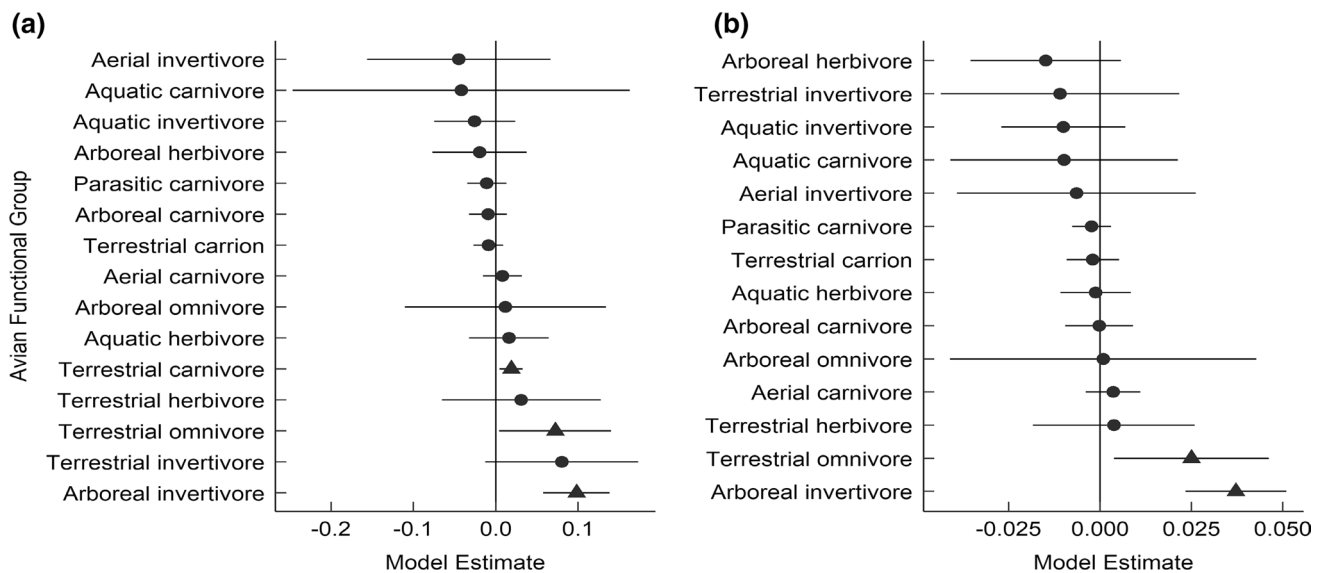 (a)
Avian Functional Group
Aerial invertivore
Aquatic carnivore
Aquatic invertivore
Arboreal herbivore
Parasitic carnivore
Arboreal carnivore
Terrestrial carrion
Aerial carnivore
Arboreal omnivore
Aquatic herbivore
Terrestrial carnivore
Terrestrial herbivore
Terrestrial omnivore
Terrestrial invertivore
Arboreal invertivore
-0.2 -0.1 0.0 0.1
Model Estimate
(b)
Arboreal herbivore
Terrestrial invertivore
Aquatic invertivore
Aquatic carnivore
Aerial invertivore
Parasitic carnivore
Terrestrial carrion
Aquatic herbivore
Arboreal carnivore
Arboreal omnivore
Aerial carnivore
Terrestrial herbivore
Terrestrial omnivore
Arboreal invertivore
-0.025 0.000 0.025 0.050
Model Estimate